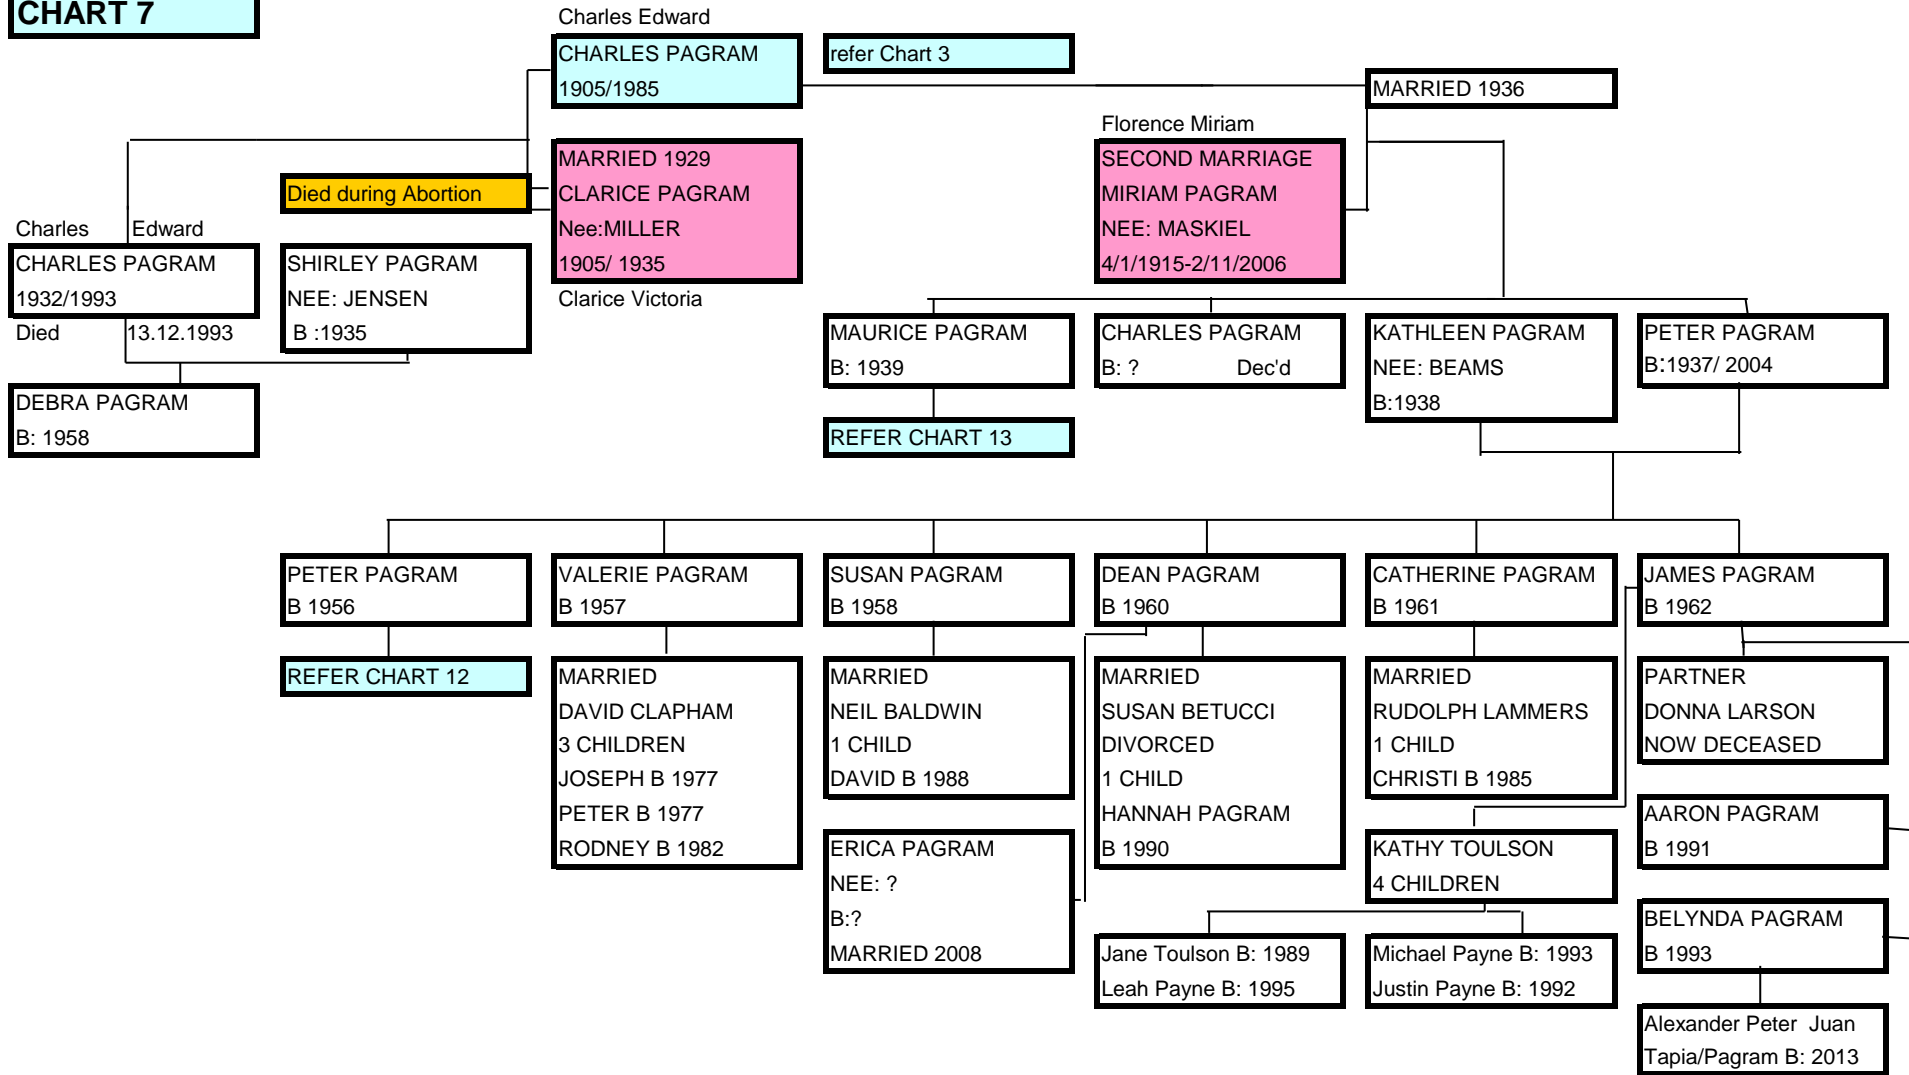 CHART 7
Charles Edward
CHARLES PAGRAM
1905/1985
refer Chart 3
MARRIED 1936
Florence Miriam
MARRIED 1929
CLARICE PAGRAM
Nee:MILLER
1905/ 1935
Clarice Victoria
SECOND MARRIAGE
MIRIAM PAGRAM
NEE: MASKIEL
4/1/1915-2/11/2006
Died during Abortion
Charles Edward
CHARLES PAGRAM
1932/1993
Died 13.12.1993
SHIRLEY PAGRAM
NEE: JENSEN
B :1935
DEBRA PAGRAM
B: 1958
MAURICE PAGRAM
B: 1939
REFER CHART 13
CHARLES PAGRAM
B: ? Dec'd
KATHLEEN PAGRAM
NEE: BEAMS
B:1938
PETER PAGRAM
B:1937/ 2004
PETER PAGRAM
B 1956
REFER CHART 12
VALERIE PAGRAM
B 1957
MARRIED
DAVID CLAPHAM
3 CHILDREN
JOSEPH B 1977
PETER B 1977
RODNEY B 1982
SUSAN PAGRAM
B 1958
MARRIED
NEIL BALDWIN
1 CHILD
DAVID B 1988
ERICA PAGRAM
NEE: ?
B:?
MARRIED 2008
DEAN PAGRAM
B 1960
MARRIED
SUSAN BETUCCI
DIVORCED
1 CHILD
HANNAH PAGRAM
B 1990
CATHERINE PAGRAM
B 1961
MARRIED
RUDOLPH LAMMERS
1 CHILD
CHRISTI B 1985
KATHY TOULSON
4 CHILDREN
Jane Toulson B: 1989
Leah Payne B: 1995
Michael Payne B: 1993
Justin Payne B: 1992
JAMES PAGRAM
B 1962
PARTNER
DONNA LARSON
NOW DECEASED
AARON PAGRAM
B 1991
BELYNDA PAGRAM
B 1993
Alexander Peter Juan
Tapia/Pagram B: 2013